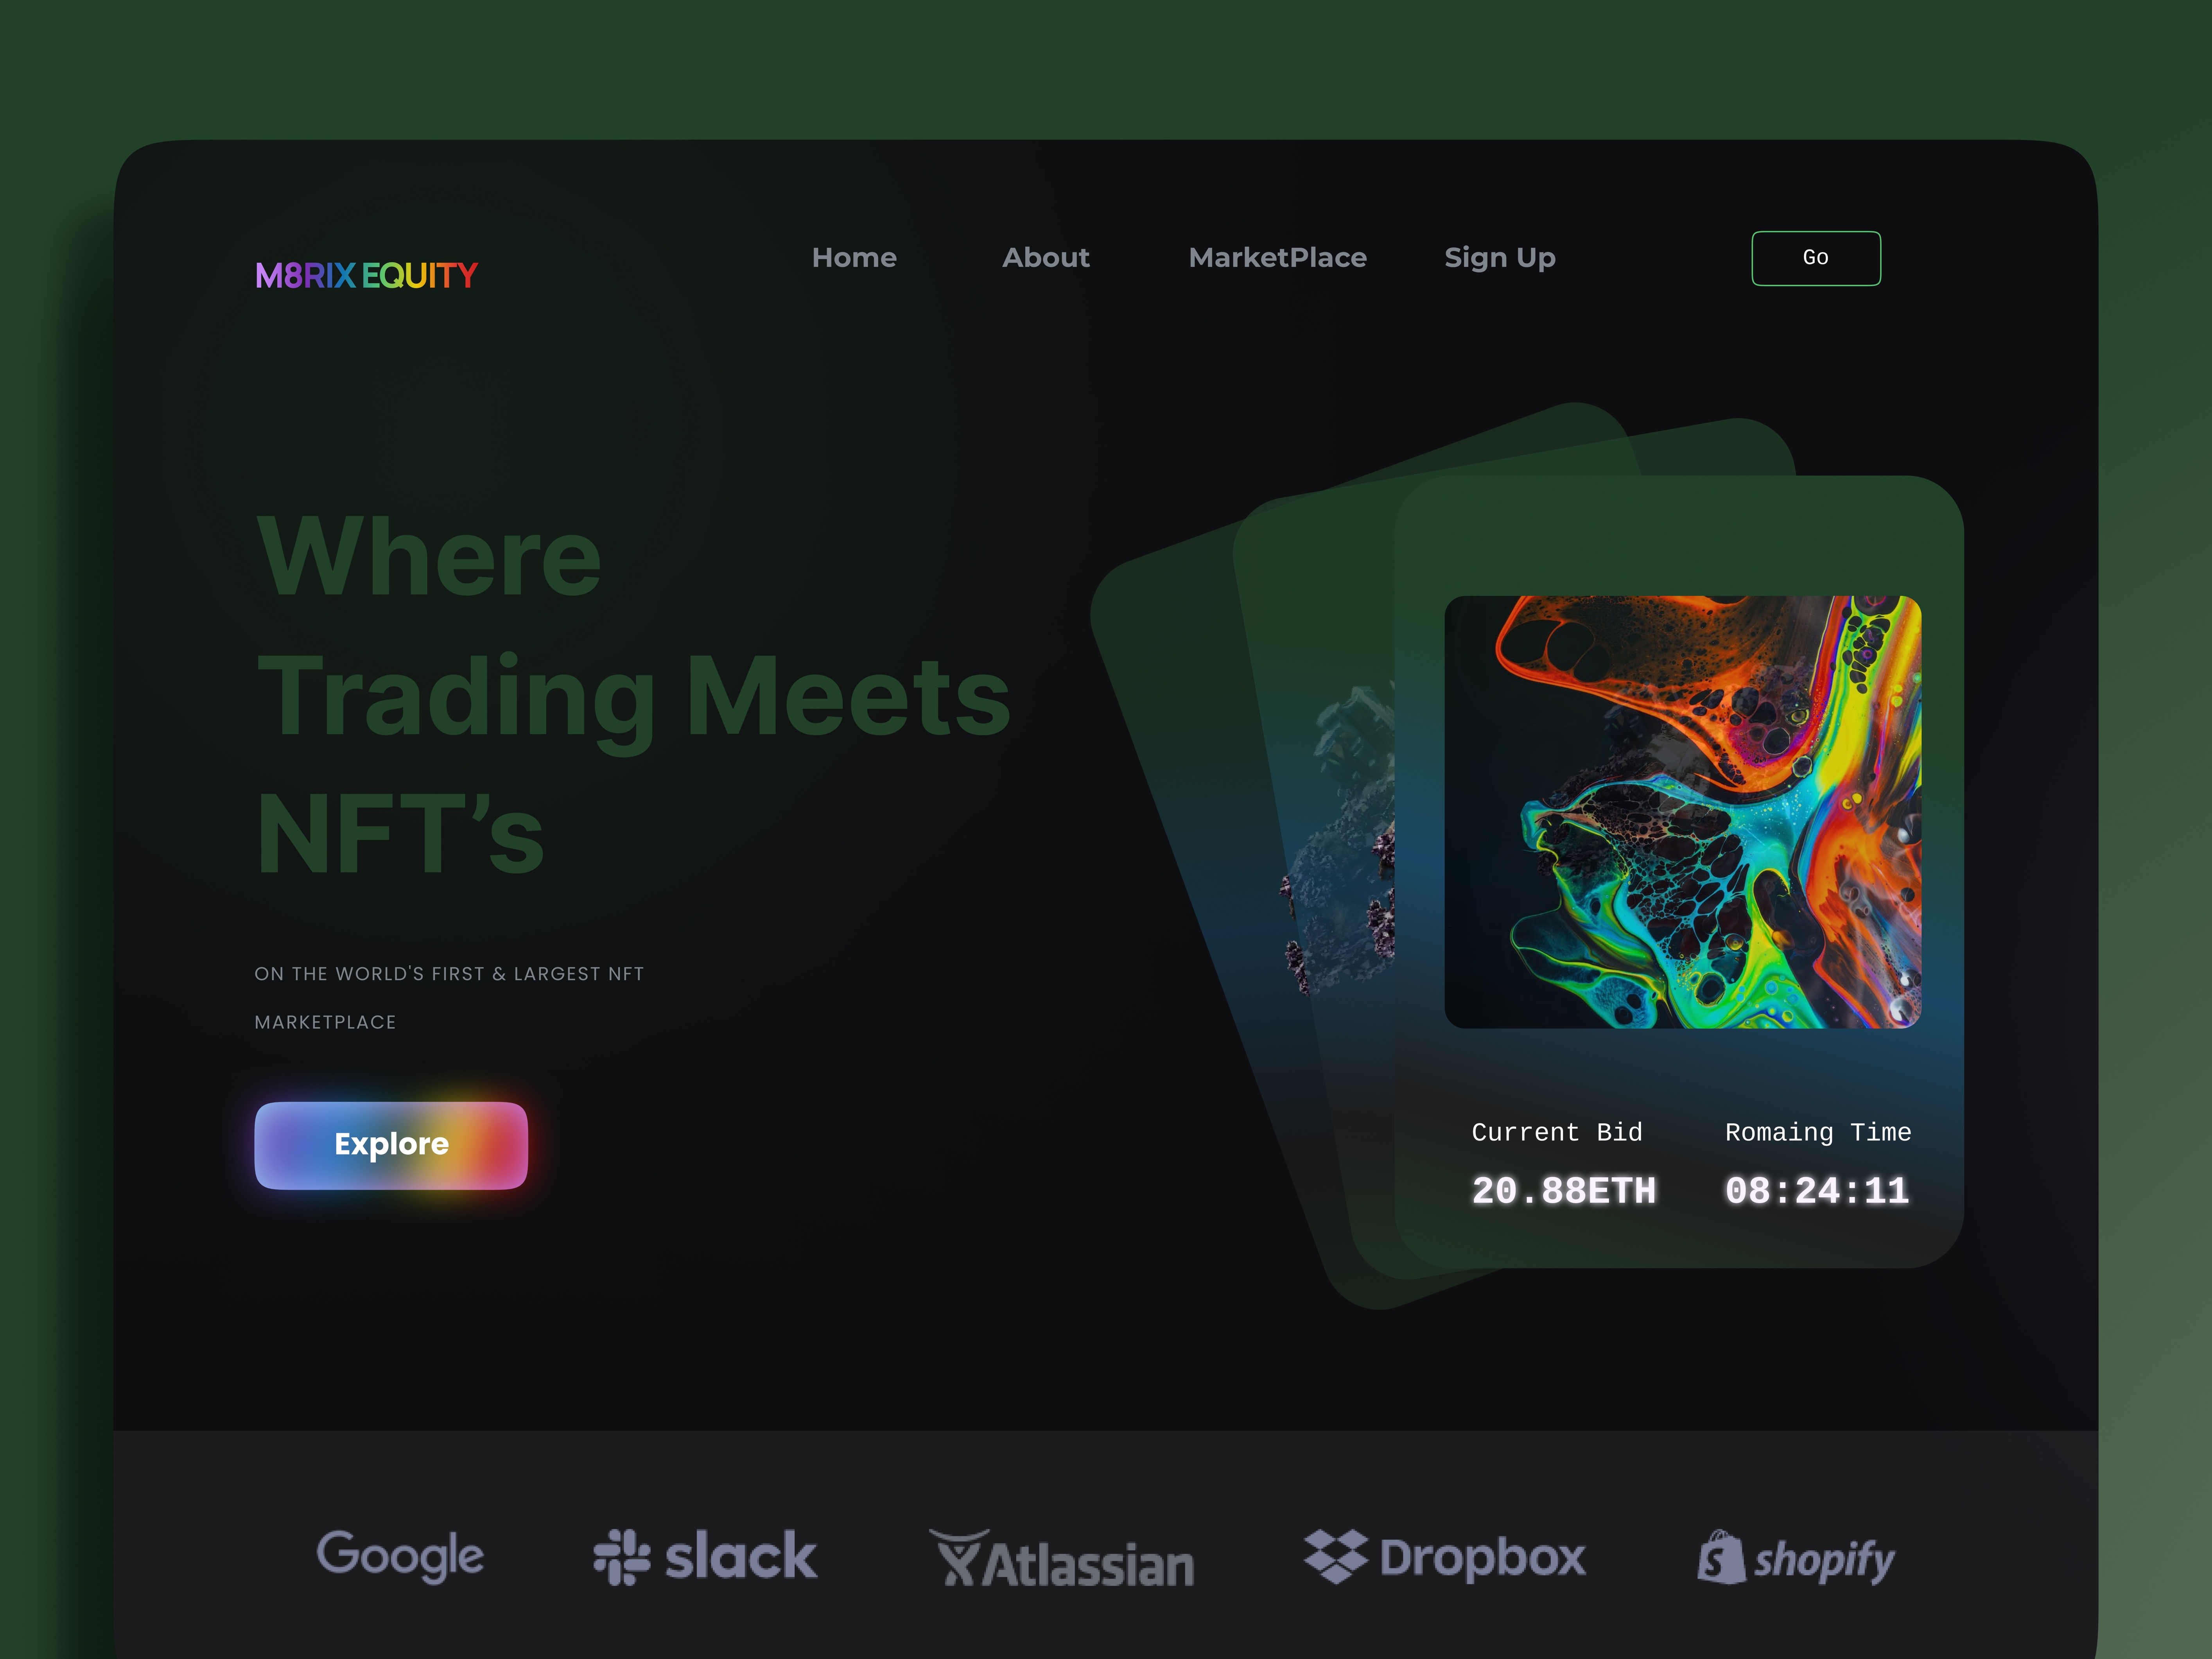 M8RIX EQUITY
Home
About
MarketPlace
Sign Up
Go
Where
Trading Meets
NFT’s
ON THE WORLD'S FIRST & LARGEST NFT
MARKETPLACE
Explore
Current Bid
Romaing Time
20.88ETH
08:24:11
Google
slack
Atlassian
Dropbox
shopify